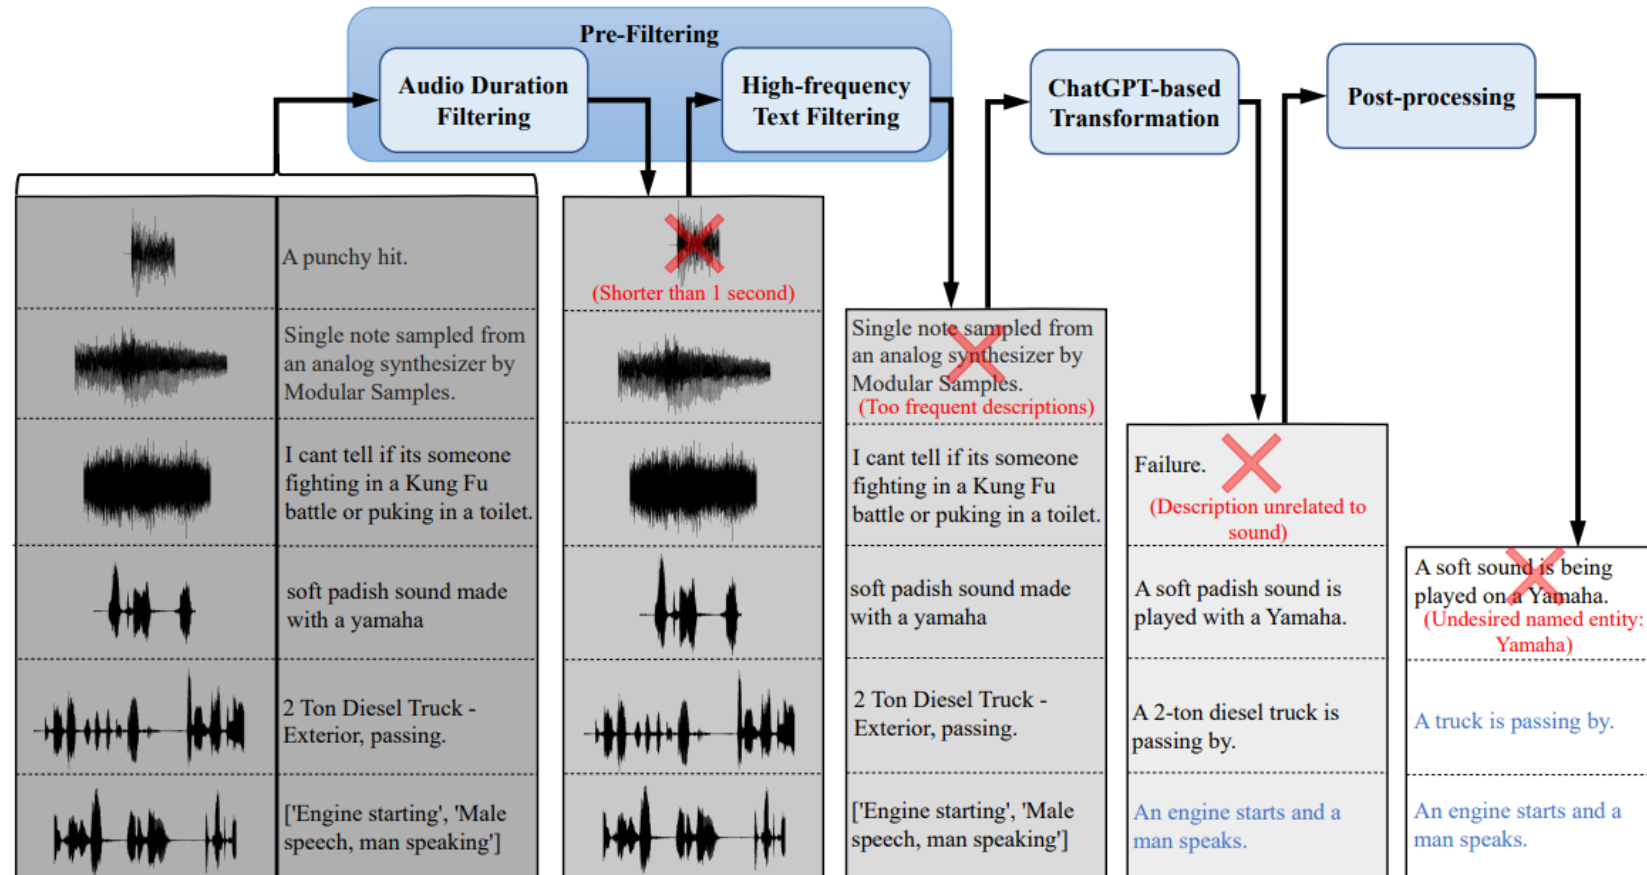 Pre-Filtering
Audio Duration
Filtering
High-frequency
Text Filtering
ChatGPT-based
Transformation
Post-processing
A punchy hit.
Single note sampled from
an analog synthesizer by
Modular Samples.
I cant tell if its someone
fighting in a Kung Fu
battle or puking in a toilet.
soft padish sound made
with a yamaha
2 Ton Diesel Truck -
Exterior, passing.
['Engine starting', 'Male
speech, man speaking']
(Shorter than 1 second)
Single note sampled from
an analog synthesizer by
Modular Samples.
(Too frequent descriptions)
I cant tell if its someone
fighting in a Kung Fu
battle or puking in a toilet.
soft padish sound made
with a yamaha
2 Ton Diesel Truck -
Exterior, passing.
['Engine starting', 'Male
speech, man speaking']
Failure.
(Description unrelated to
sound)
A soft padish sound is
played with a Yamaha.
A 2-ton diesel truck is
passing by.
An engine starts and a
man speaks.
A soft sound is being
played on a Yamaha.
(Undesired named entity:
Yamaha)
A truck is passing by.
An engine starts and a
man speaks.